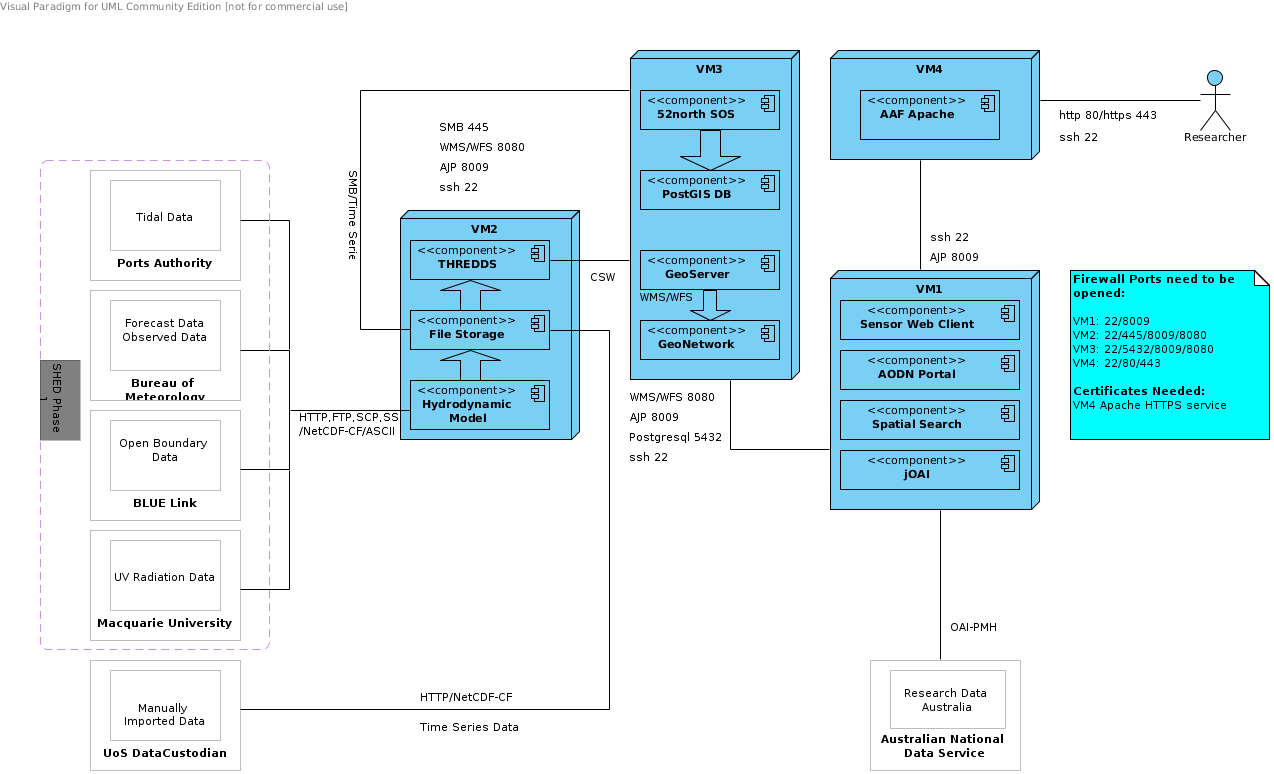 Visual Paradigm for UML Community Edition [not for commercial use]
SHED Phase
1
Tidal Data
Ports Authority
Forecast Data
Observed Data
Bureau of
Meteorology
Open Boundary
Data
BLUE Link
UV Radiation Data
Macquarie University
Manually
Imported Data
UoS DataCustodian
HTTP,FTP,SCP,SS
/NetCDF-CF/ASCII
HTTP/NetCDF-CF
Time Series Data
SMB/Time Serie
SMB 445
WMS/WFS 8080
AJP 8009
ssh 22
VM2
<<component>>
THREDDS
<<component>>
File Storage
<<component>>
Hydrodynamic
Model
CSW
VM3
<<component>>
52north SOS
<<component>>
PostGIS DB
<<component>>
GeoServer
WMS/WFS
<<component>>
GeoNetwork
WMS/WFS 8080
AJP 8009
Postgresql 5432
ssh 22
VM4
<<component>>
AAF Apache
http 80/https 443
ssh 22
Researcher
ssh 22
AJP 8009
VM1
<<component>>
Sensor Web Client
<<component>>
AODN Portal
<<component>>
Spatial Search
<<component>>
jOAI
OAI-PMH
Research Data
Australia
Australian National
Data Service
Firewall Ports need to be
opened:
VM1: 22/8009
VM2: 22/445/8009/8080
VM3: 22/5432/8009/8080
VM4: 22/80/443
Certificates Needed:
VM4 Apache HTTPS service